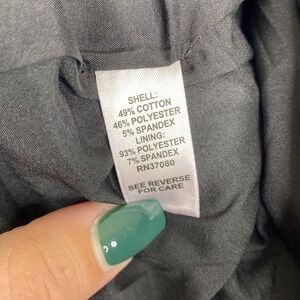 SHELL:
49% COTTON
46% POLYESTER
5% SPANDEX
LINING:
93% POLYESTER
7% SPANDEX
RN37080
SEE REVERSE
FOR CARE